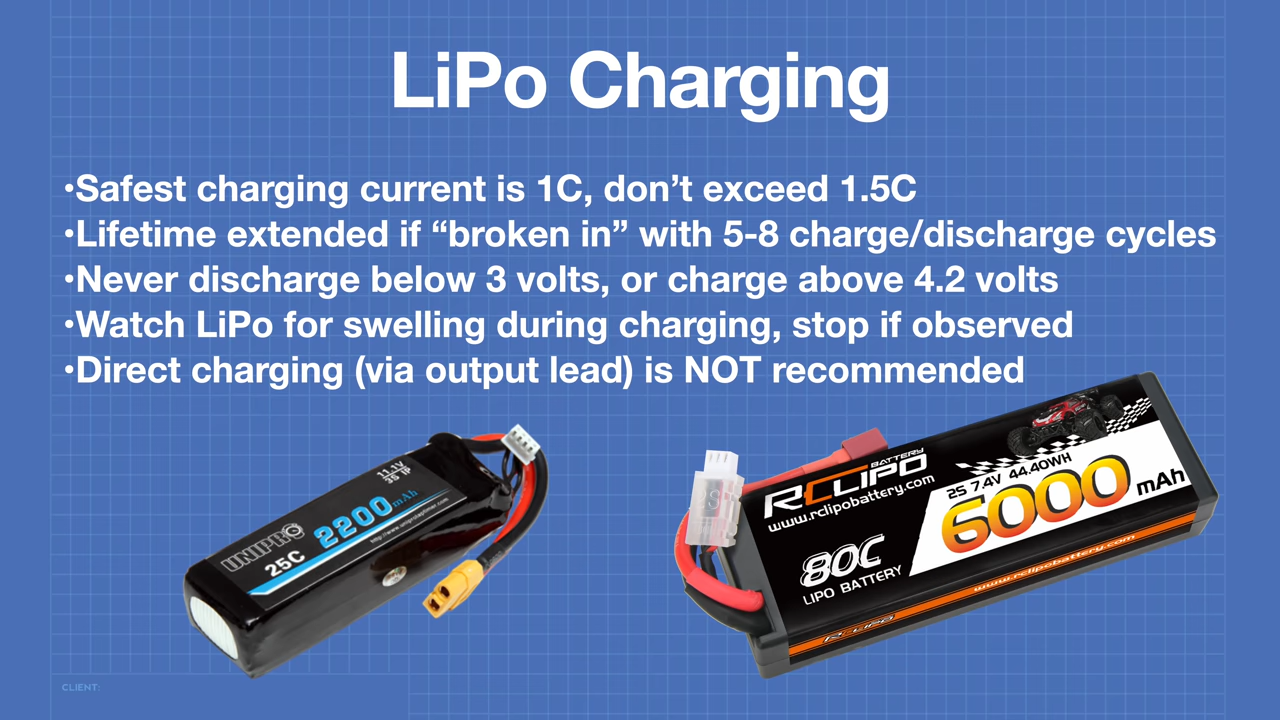 LiPo Charging
•Safest charging current is 1C, don’t exceed 1.5C
•Lifetime extended if “broken in” with 5-8 charge/discharge cycles
•Never discharge below 3 volts, or charge above 4.2 volts
•Watch LiPo for swelling during charging, stop if observed
•Direct charging (via output lead) is NOT recommended
11.1V
3S 1P
UNIPRO
2200mAh
25C
BATTERY
RCLIPO
www.rclipobattery.com
2S 7.4V 44.40WH
6000mAh
80C
LIPO BATTERY
www.rclipobattery.com
RCLIPO
CLIENT: